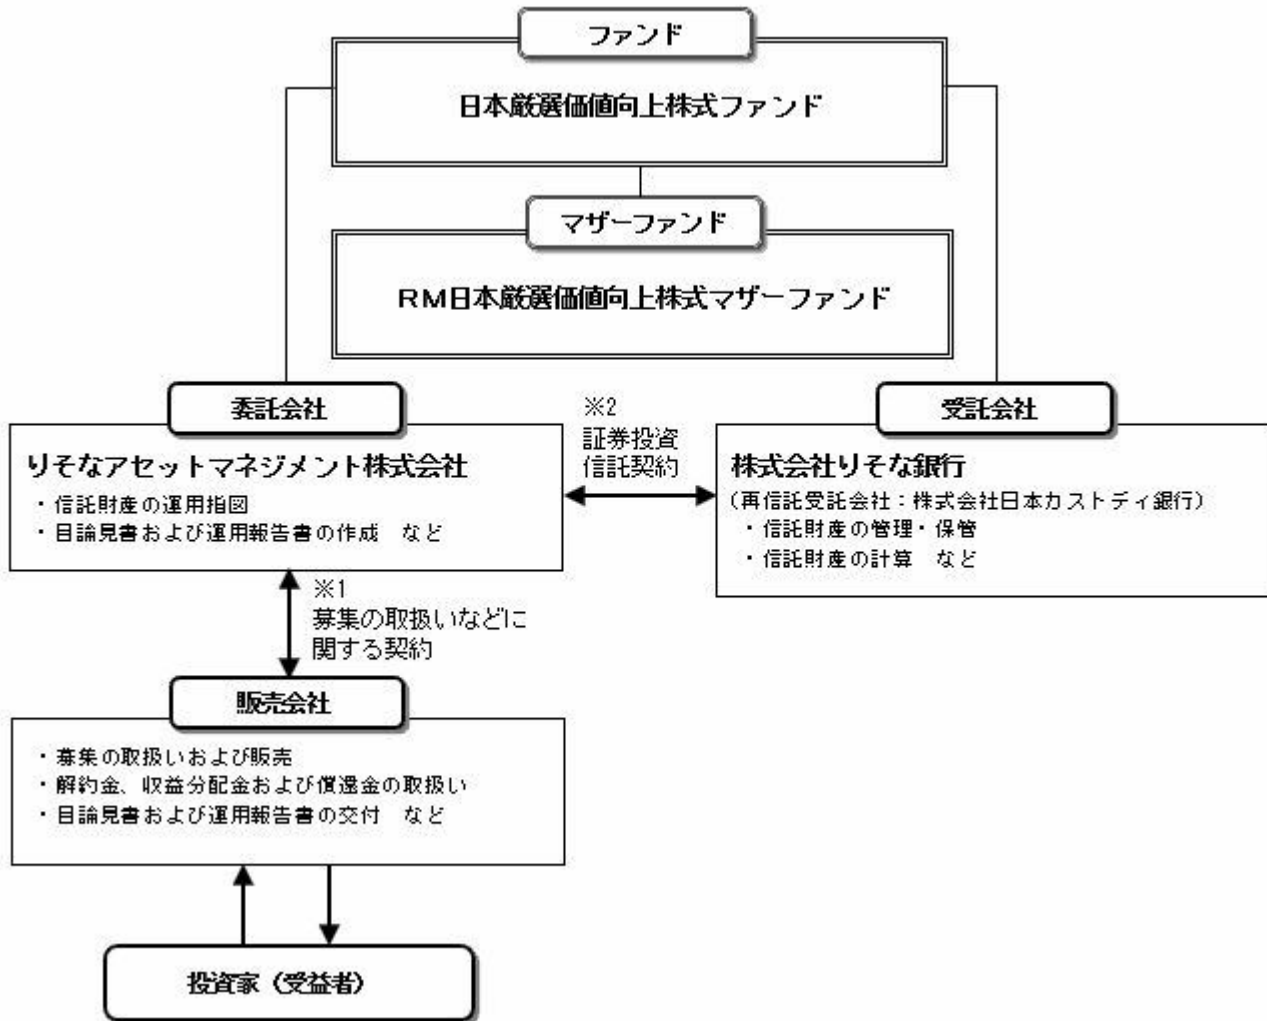 ファンド
日本厳選価値向上株式ファンド
マザーファンド
RM日本厳選価値向上株式マザーファンド
委託会社
りそなアセットマネジメント株式会社
・信託財産の運用指図
・目論見書および運用報告書の作成 など
※2
証券投資
信託契約
受託会社
株式会社りそな銀行
（再信託受託会社：株式会社日本カストディ銀行）
・信託財産の管理・保管
・信託財産の計算 など
※1
募集の取扱いなどに
関する契約
販売会社
・募集の取扱いおよび販売
・解約金、収益分配金および償還金の取扱い
・目論見書および運用報告書の交付 など
投資家（受益者）